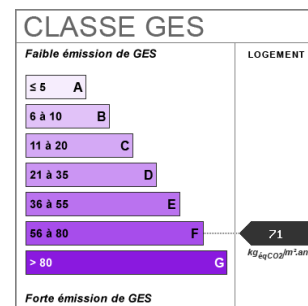 CLASSE GES
Faible émission de GES
LOGEMENT
≤ 5 A
6 à 10 B
11 à 20 C
21 à 35 D
36 à 55 E
56 à 80 F
71
kgéqCO2/m².an
> 80 G
Forte émission de GES